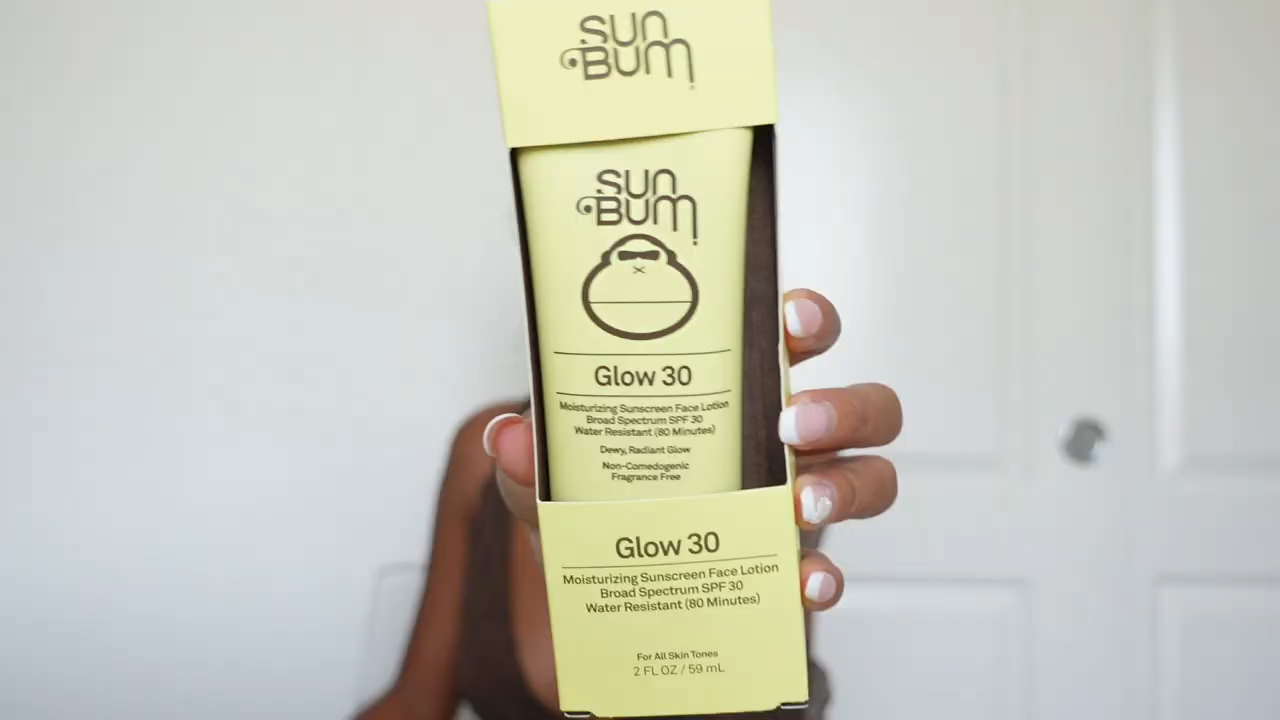 SUN
BUM
SUN
BUM
Glow 30
Moisturizing Sunscreen Face Lotion
Broad Spectrum SPF 30
Water Resistant (80 Minutes)
Dewy, Radiant Glow
Non-Comedogenic
Fragrance Free
Glow 30
Moisturizing Sunscreen Face Lotion
Broad Spectrum SPF 30
Water Resistant (80 Minutes)
For All Skin Tones
2 FL OZ / 59 mL